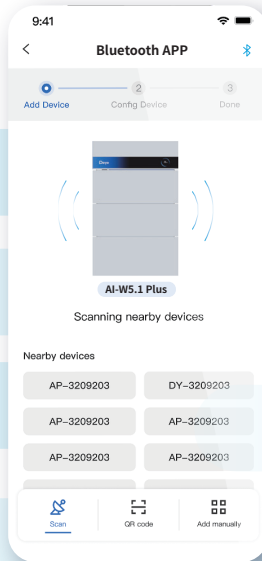 9:41
Bluetooth APP
2
3
Add Device
Config Device
Done
AI-W5.1 Plus
Scanning nearby devices
Nearby devices
AP-3209203
DY-3209203
AP-3209203
AP-3209203
AP-3209203
AP-3209203
Scan
QR code
Add manually